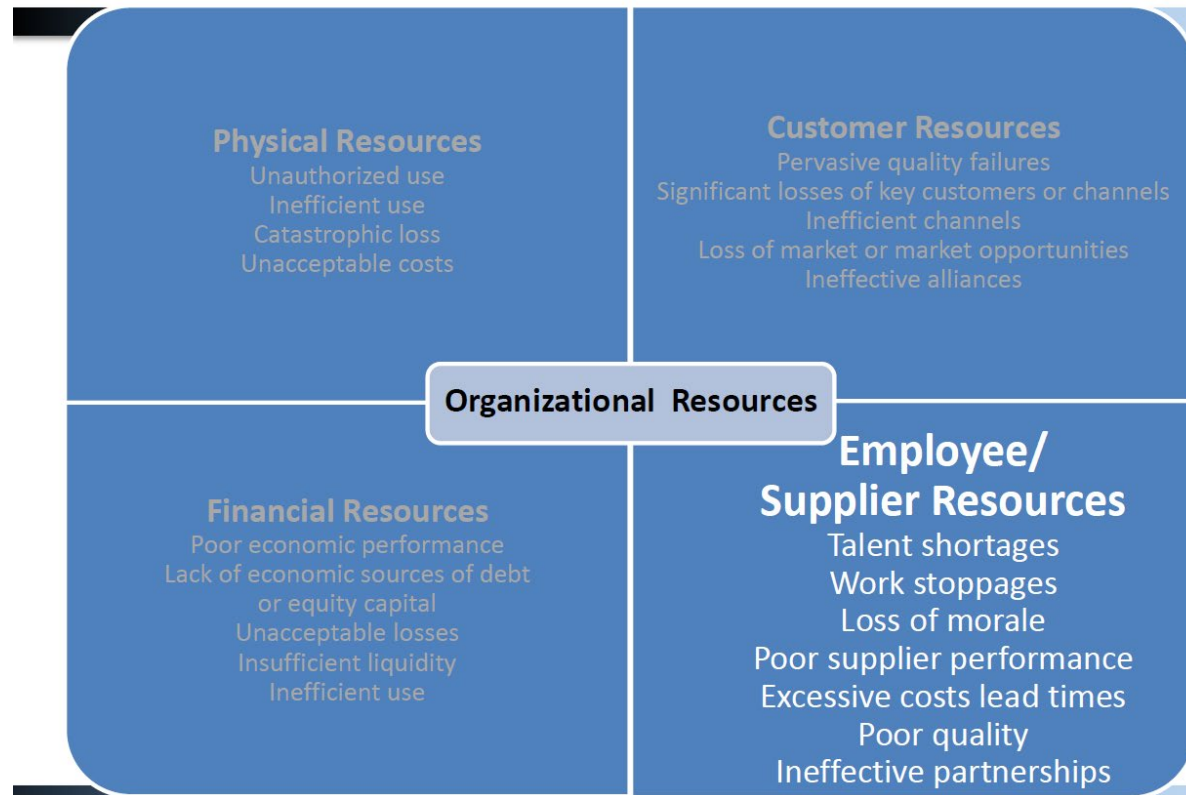 Physical Resources
Unauthorized use
Inefficient use
Catastrophic loss
Unacceptable costs
Customer Resources
Pervasive quality failures
Significant losses of key customers or channels
Inefficient channels
Loss of market or market opportunities
Ineffective alliances
Organizational Resources
Financial Resources
Poor economic performance
Lack of economic sources of debt
or equity capital
Unacceptable losses
Insufficient liquidity
Inefficient use
Employee/
Supplier Resources
Talent shortages
Work stoppages
Loss of morale
Poor supplier performance
Excessive costs lead times
Poor quality
Ineffective partnerships